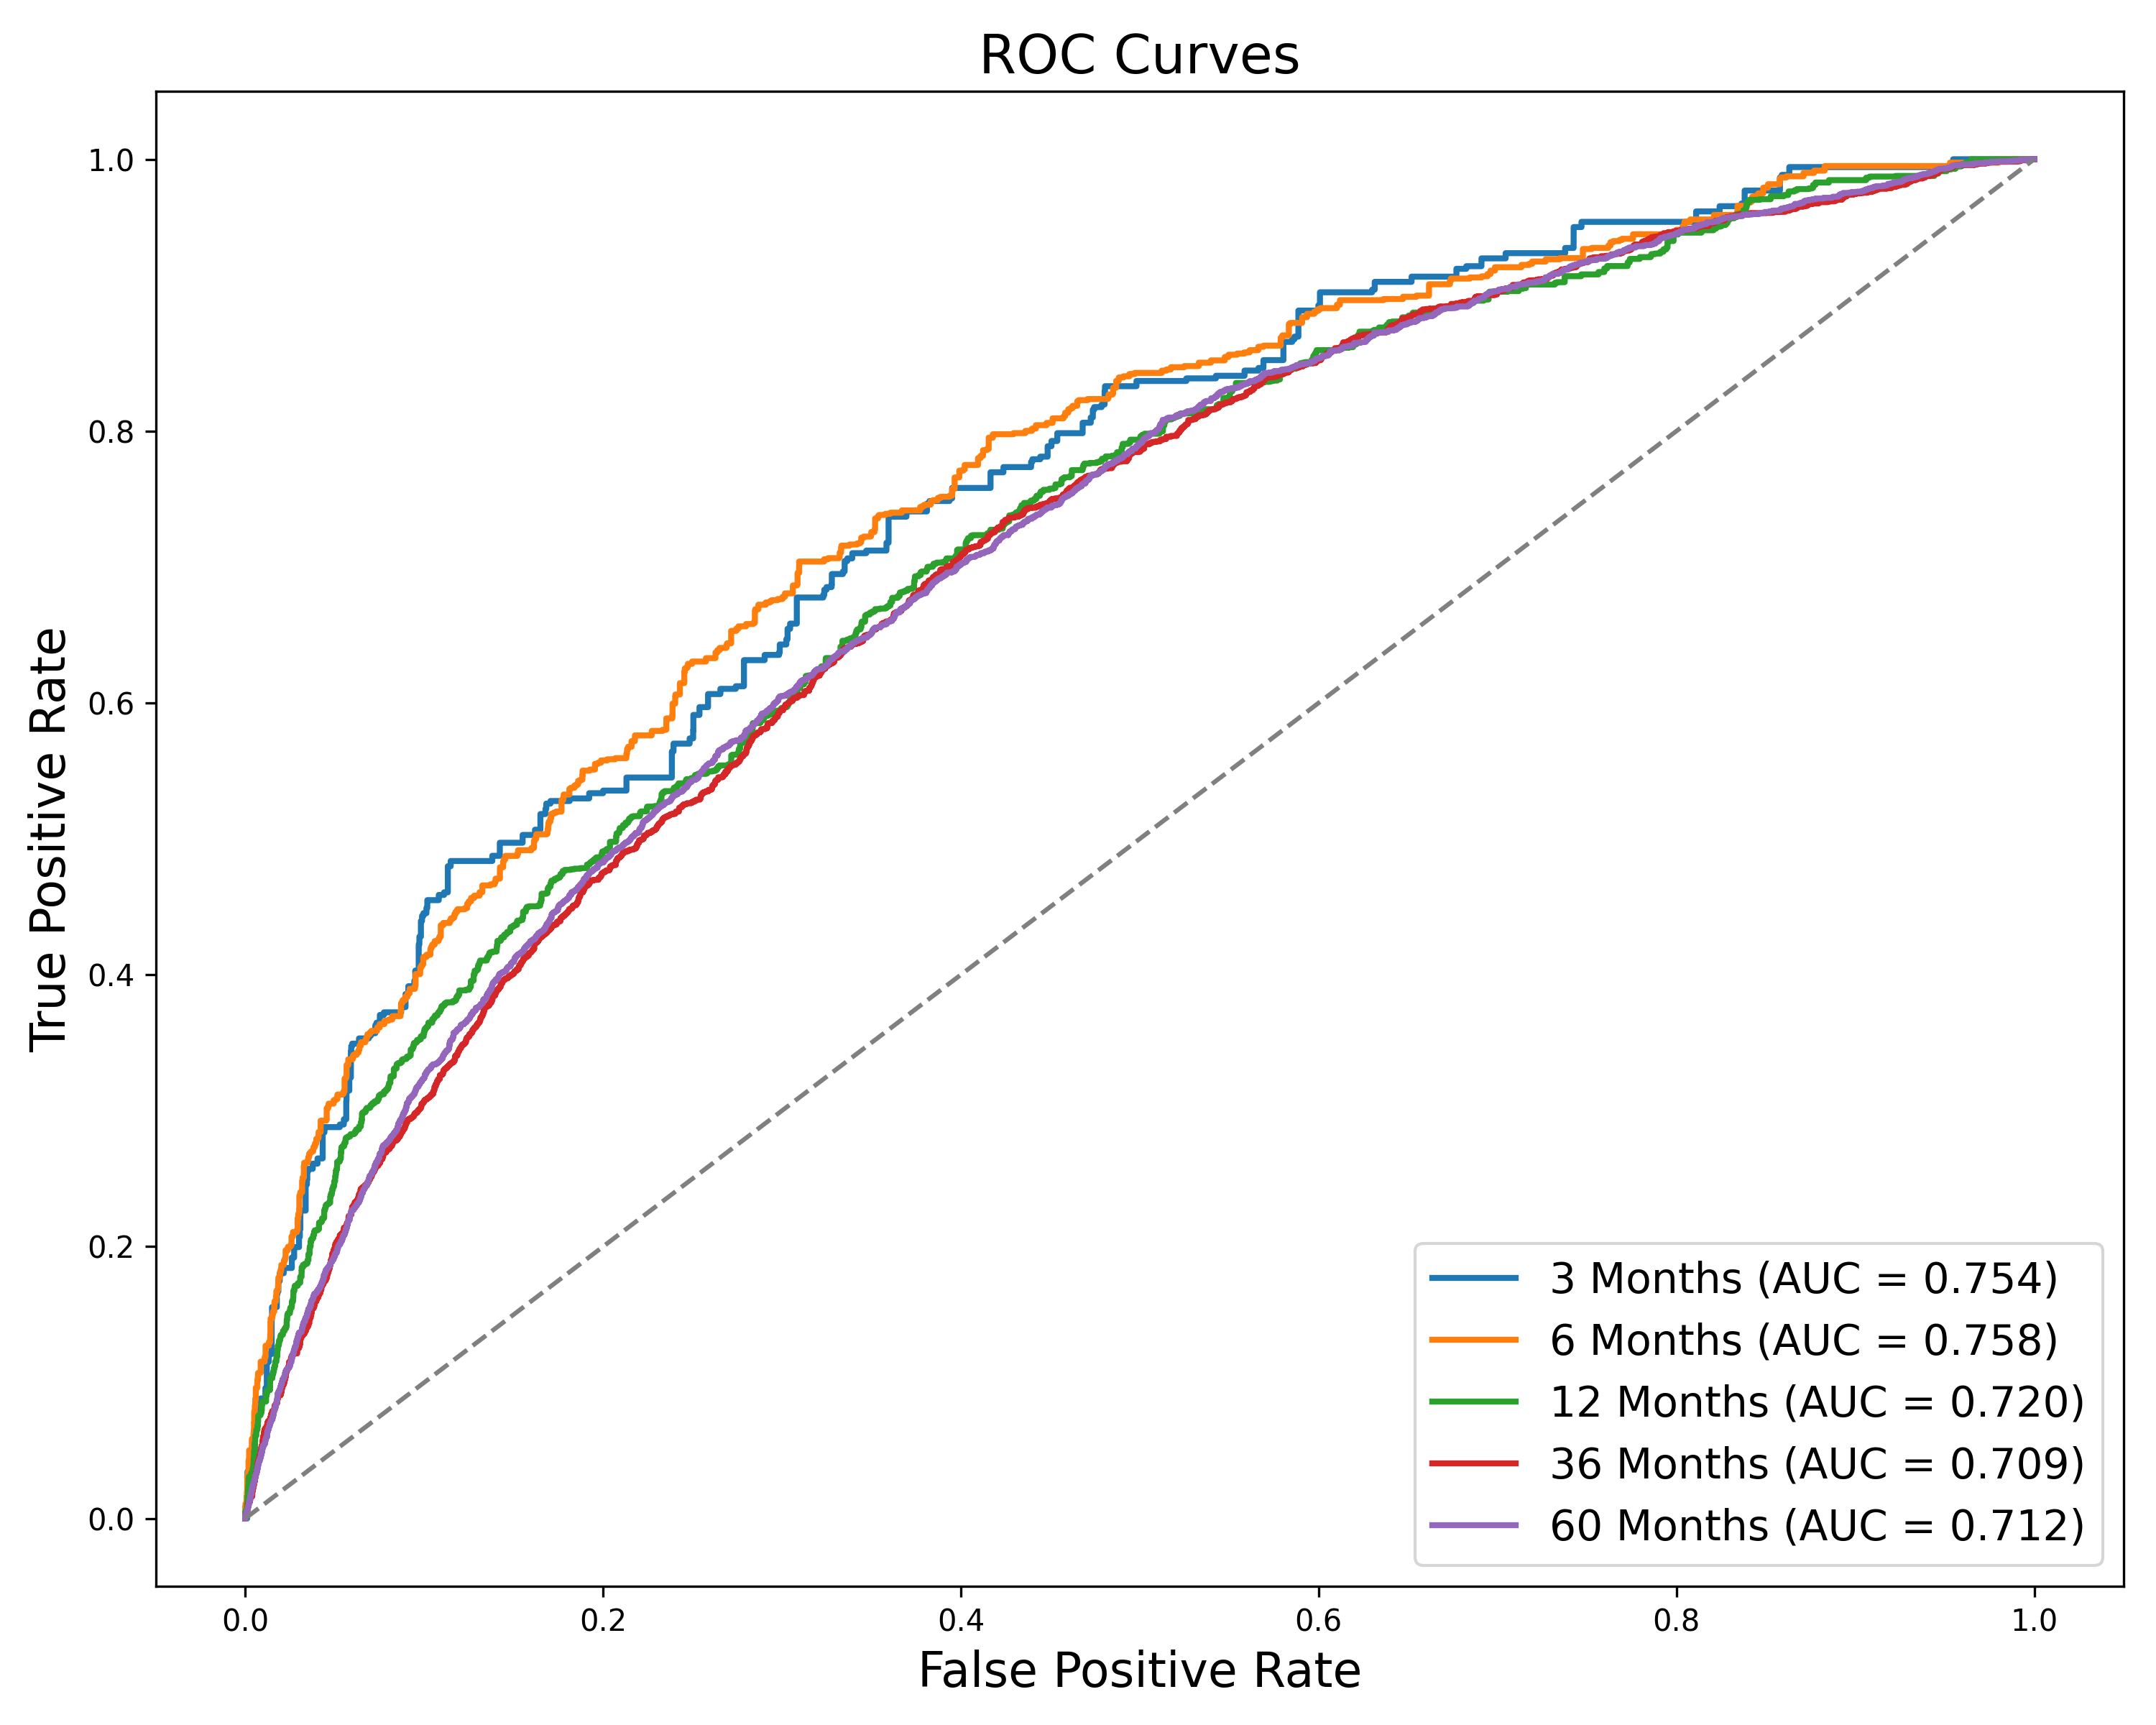 ROC Curves
True Positive Rate
1.0
0.8
0.6
0.4
0.2
0.0
0.0 0.2 0.4 0.6 0.8 1.0
False Positive Rate
3 Months (AUC = 0.754)
6 Months (AUC = 0.758)
12 Months (AUC = 0.720)
36 Months (AUC = 0.709)
60 Months (AUC = 0.712)